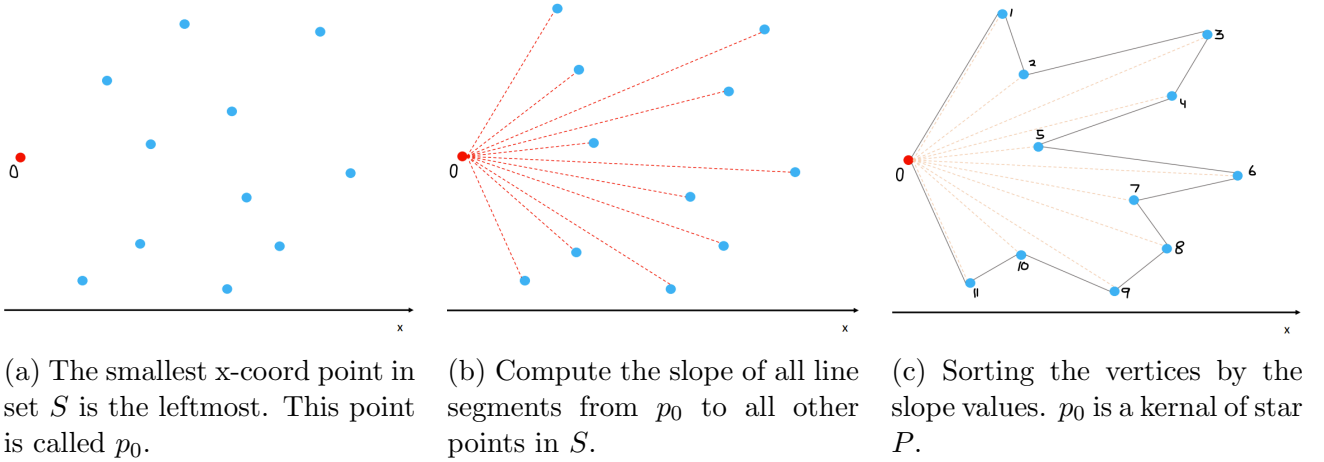 0
x
0
x
1
2
3
4
5
6
7
8
9
10
11
0
x
(a) The smallest x-coord point in
set S is the leftmost. This point
is called p₀.
(b) Compute the slope of all line
segments from p₀ to all other
points in S.
(c) Sorting the vertices by the
slope values. p₀ is a kernal of star
P.